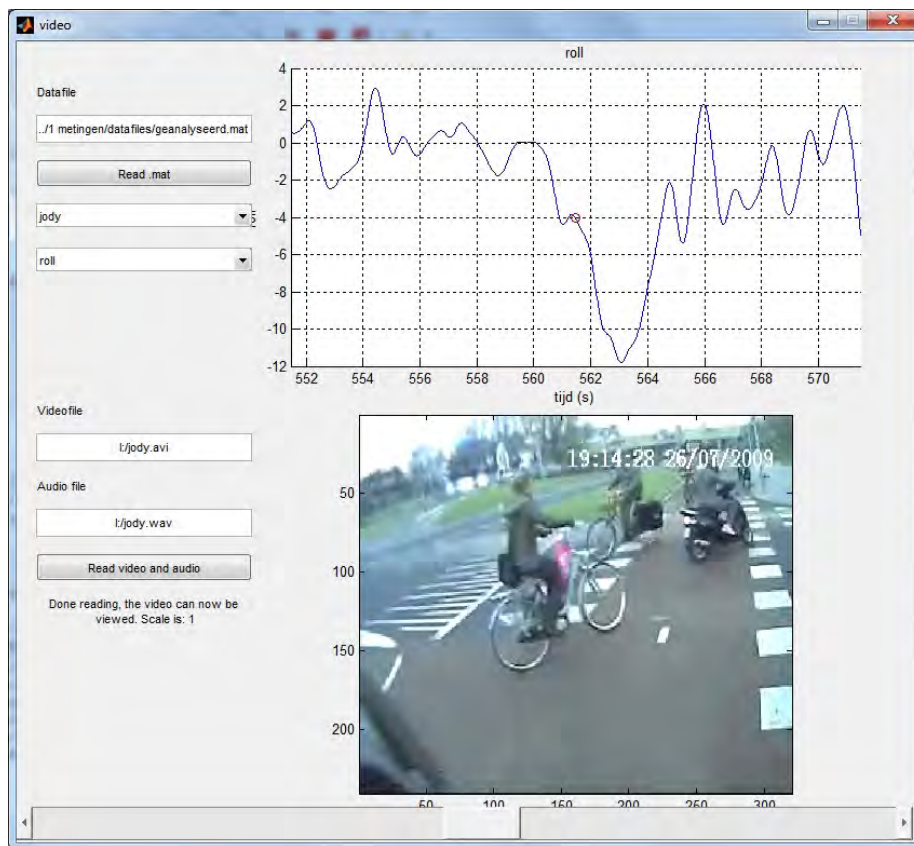 video
roll
Datafile
../1 metingen/datafiles/geanalyseerd.mat
Read .mat
jody
roll
4
2
0
-2
-4
-6
-8
-10
-12
552
554
556
558
560
562
564
566
568
570
tijd (s)
Videofile
I:/jody.avi
Audio file
I:/jody.wav
Read video and audio
Done reading, the video can now be
viewed. Scale is: 1
19:14:28 26/07/2009
50
100
150
200
50
100
150
200
250
300